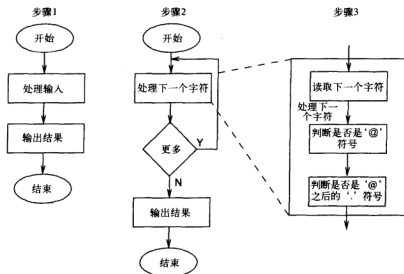 步骤1
开始
处理输入
输出结果
结束
步骤2
开始
处理下一个字符
更多
Y
N
输出结果
结束
步骤3
读取下一个字符
处理下一
个字符
判断是否是‘@’
符号
判断是否是‘@’
之后的‘.’符号